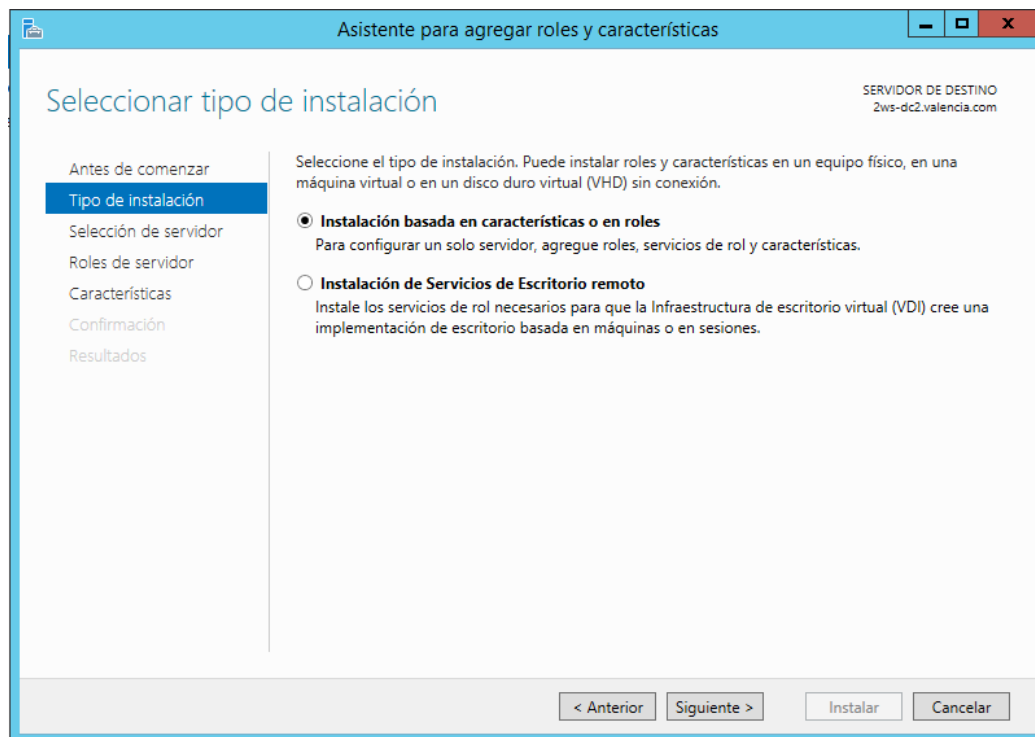 Asistente para agregar roles y características
Seleccionar tipo de instalación
SERVIDOR DE DESTINO
2ws-dc2.valencia.com
Antes de comenzar
Tipo de instalación
Selección de servidor
Roles de servidor
Características
Confirmación
Resultados
Seleccione el tipo de instalación. Puede instalar roles y características en un equipo físico, en una
máquina virtual o en un disco duro virtual (VHD) sin conexión.
Instalación basada en características o en roles
Para configurar un solo servidor, agregue roles, servicios de rol y características.
Instalación de Servicios de Escritorio remoto
Instale los servicios de rol necesarios para que la Infraestructura de escritorio virtual (VDI) cree una
implementación de escritorio basada en máquinas o en sesiones.
< Anterior
Siguiente >
Instalar
Cancelar